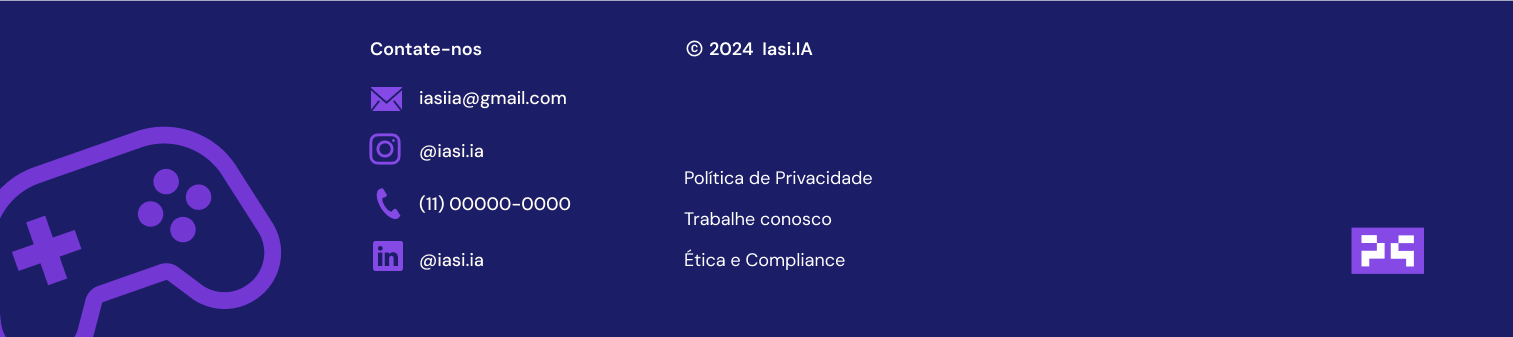 Contate-nos
iasiia@gmail.com
@iasi.ia
(11) 00000-0000
in
@iasi.ia
© 2024 Iasi.IA
Política de Privacidade
Trabalhe conosco
Ética e Compliance